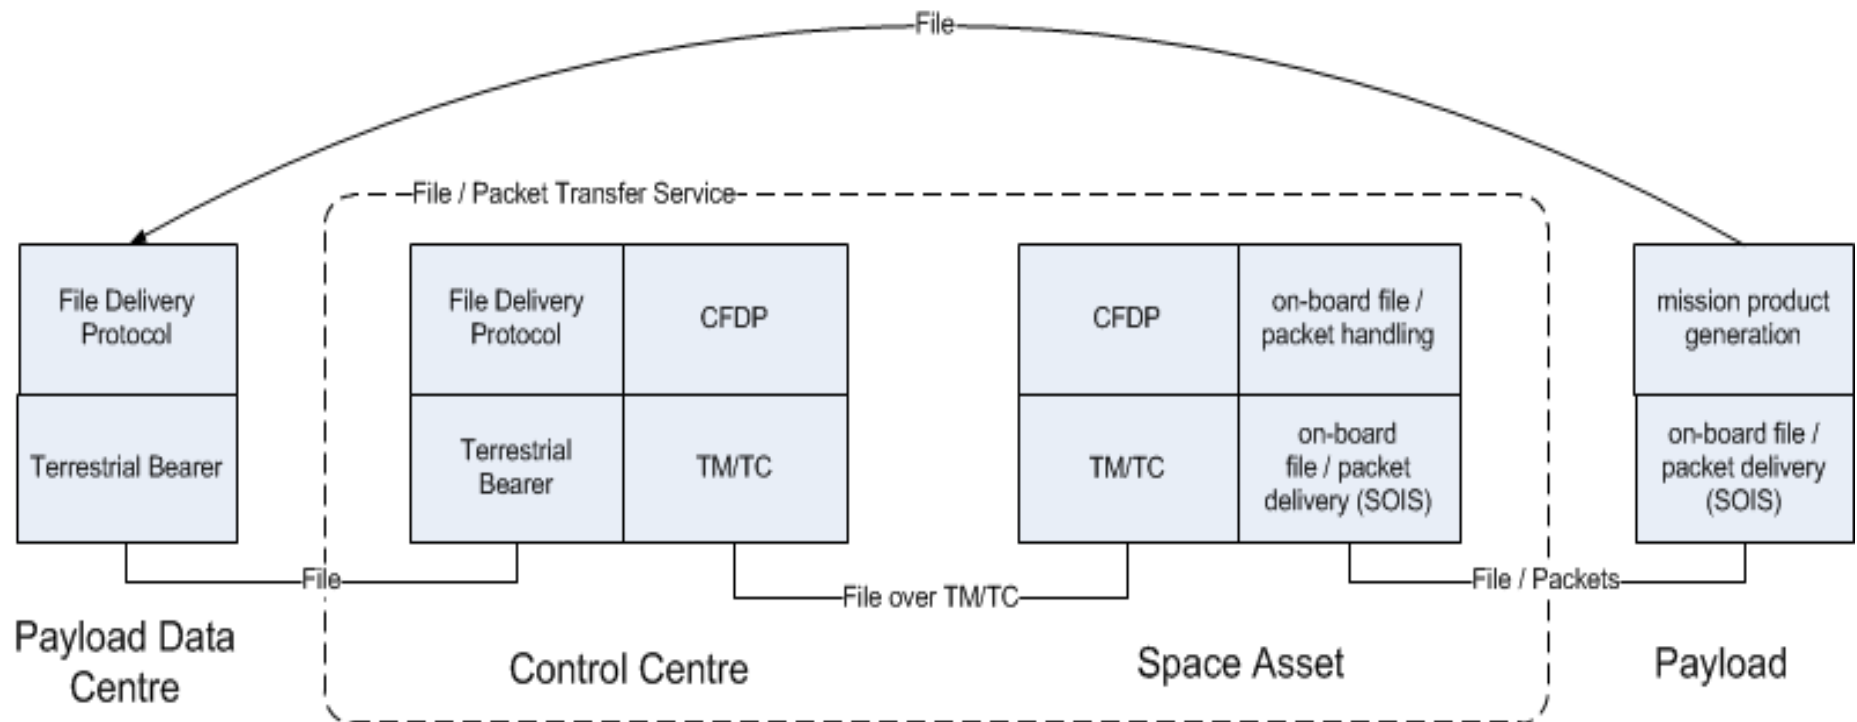 File
File / Packet Transfer Service
File Delivery
Protocol
Terrestrial Bearer
File Delivery
Protocol
CFDP
Terrestrial
Bearer
TM/TC
CFDP
on-board file /
packet handling
TM/TC
on-board
file / packet
delivery (SOIS)
mission product
generation
on-board file /
packet delivery
(SOIS)
File
File over TM/TC
File / Packets
Payload Data
Centre
Control Centre
Space Asset
Payload